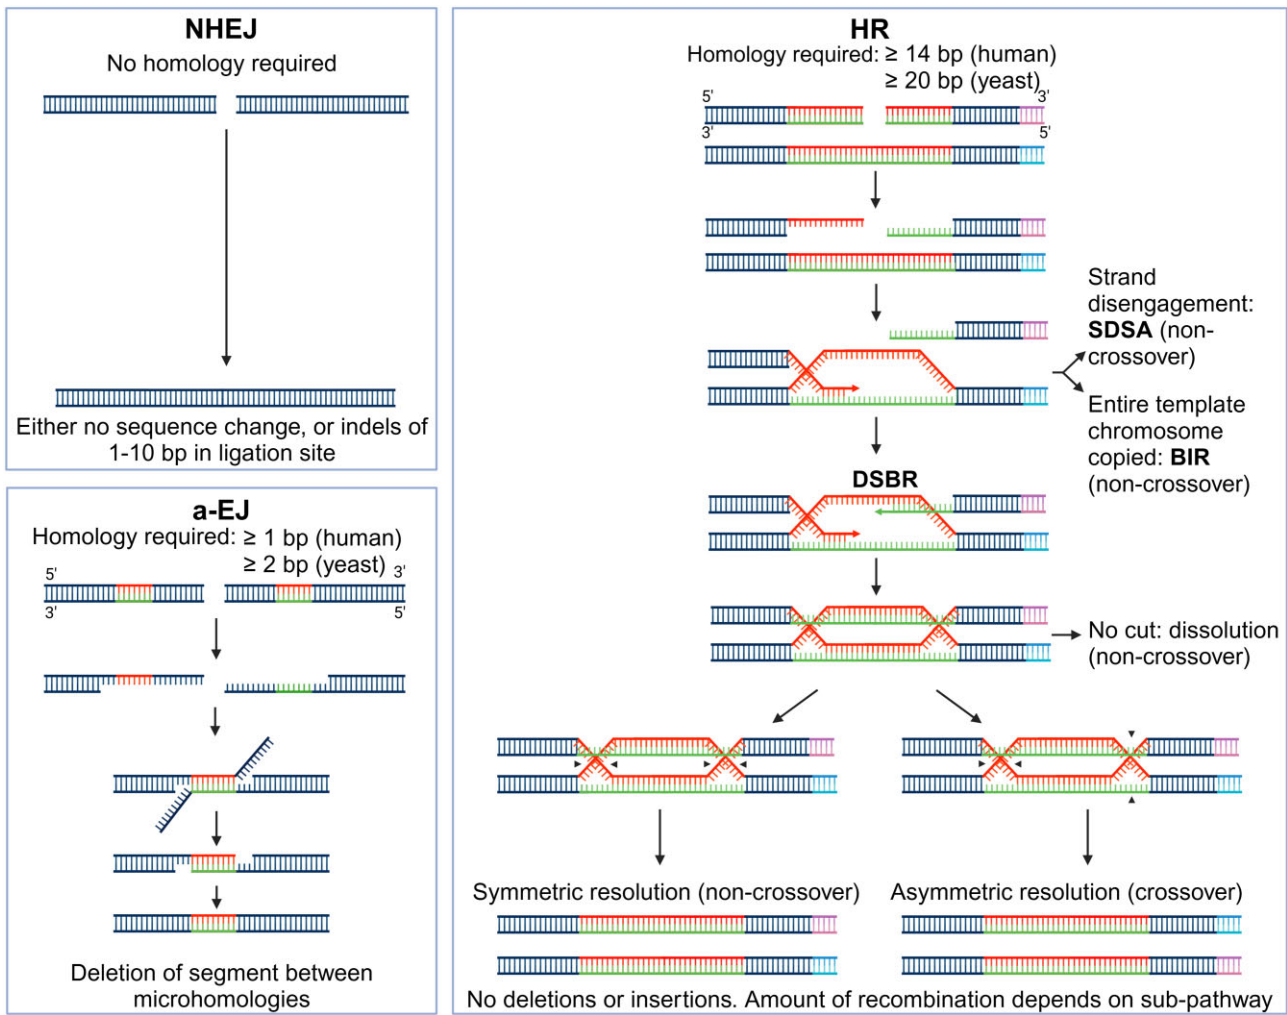 NHEJ
No homology required
Either no sequence change, or indels of
1-10 bp in ligation site
a-EJ
Homology required: ≥ 1 bp (human)
≥ 2 bp (yeast)
5'
3'
3'
5'
Deletion of segment between
microhomologies
HR
Homology required: ≥ 14 bp (human)
≥ 20 bp (yeast)
5'
3'
3'
5'
Strand
disengagement:
SDSA (non-
crossover)
Entire template
chromosome
copied: BIR
(non-crossover)
DSBR
No cut: dissolution
(non-crossover)
Symmetric resolution (non-crossover)
Asymmetric resolution (crossover)
No deletions or insertions. Amount of recombination depends on sub-pathway